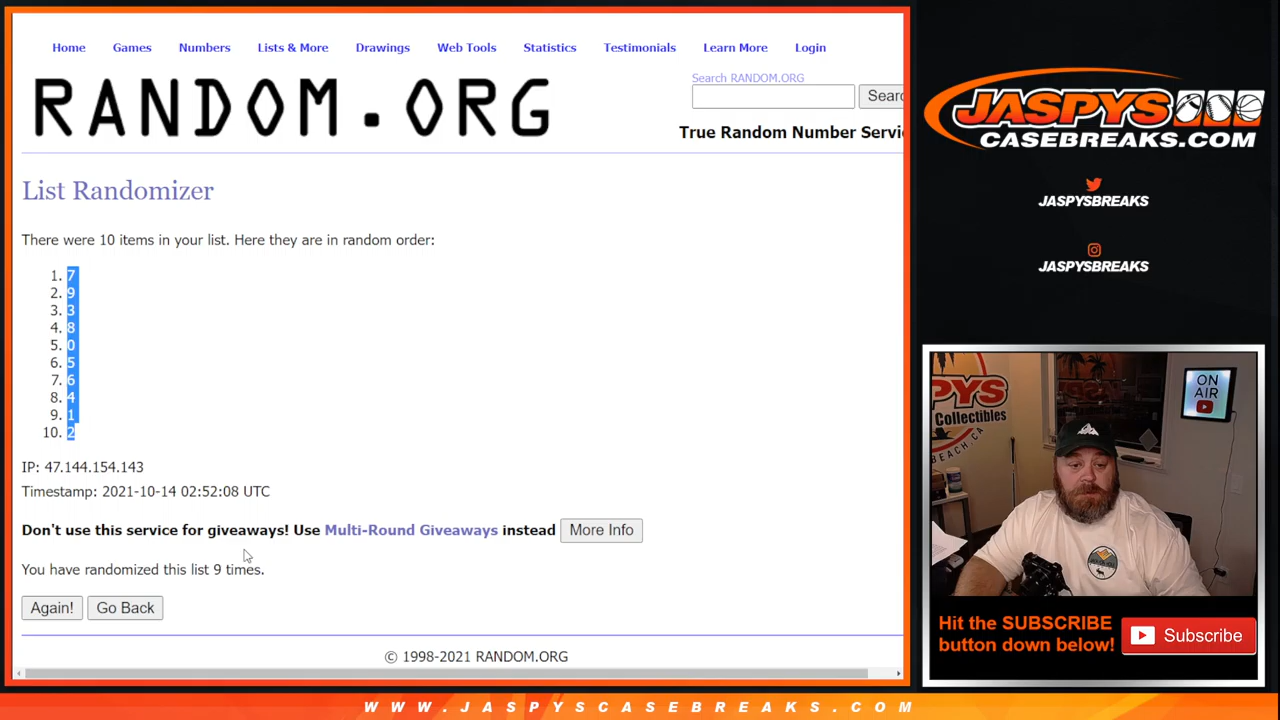 Home Games Numbers Lists & More Drawings Web Tools Statistics Testimonials Learn More Login
RANDOM.ORG
Search RANDOM.ORG
Searc
True Random Number Servi
List Randomizer
There were 10 items in your list. Here they are in random order:
1. 7
2. 9
3. 3
4. 8
5. 0
6. 5
7. 6
8. 4
9. 1
10. 2
IP: 47.144.154.143
Timestamp: 2021-10-14 02:52:08 UTC
Don't use this service for giveaways! Use Multi-Round Giveaways instead More Info
You have randomized this list 9 times.
Again! Go Back
© 1998-2021 RANDOM.ORG
JASPYS
CASEBREAKS.COM
JASPYSBREAKS
JASPYSBREAKS
PYS
Collectibles
BEACH, CA
ON
AIR
Hit the SUBSCRIBE
button down below!
Subscribe
WWW.JASPYSCASEBREAKS.COM